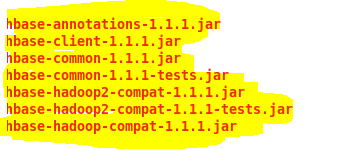 hbase-annotations-1.1.1.jar
hbase-client-1.1.1.jar
hbase-common-1.1.1.jar
hbase-common-1.1.1-tests.jar
hbase-hadoop2-compat-1.1.1.jar
hbase-hadoop2-compat-1.1.1-tests.jar
hbase-hadoop-compat-1.1.1.jar